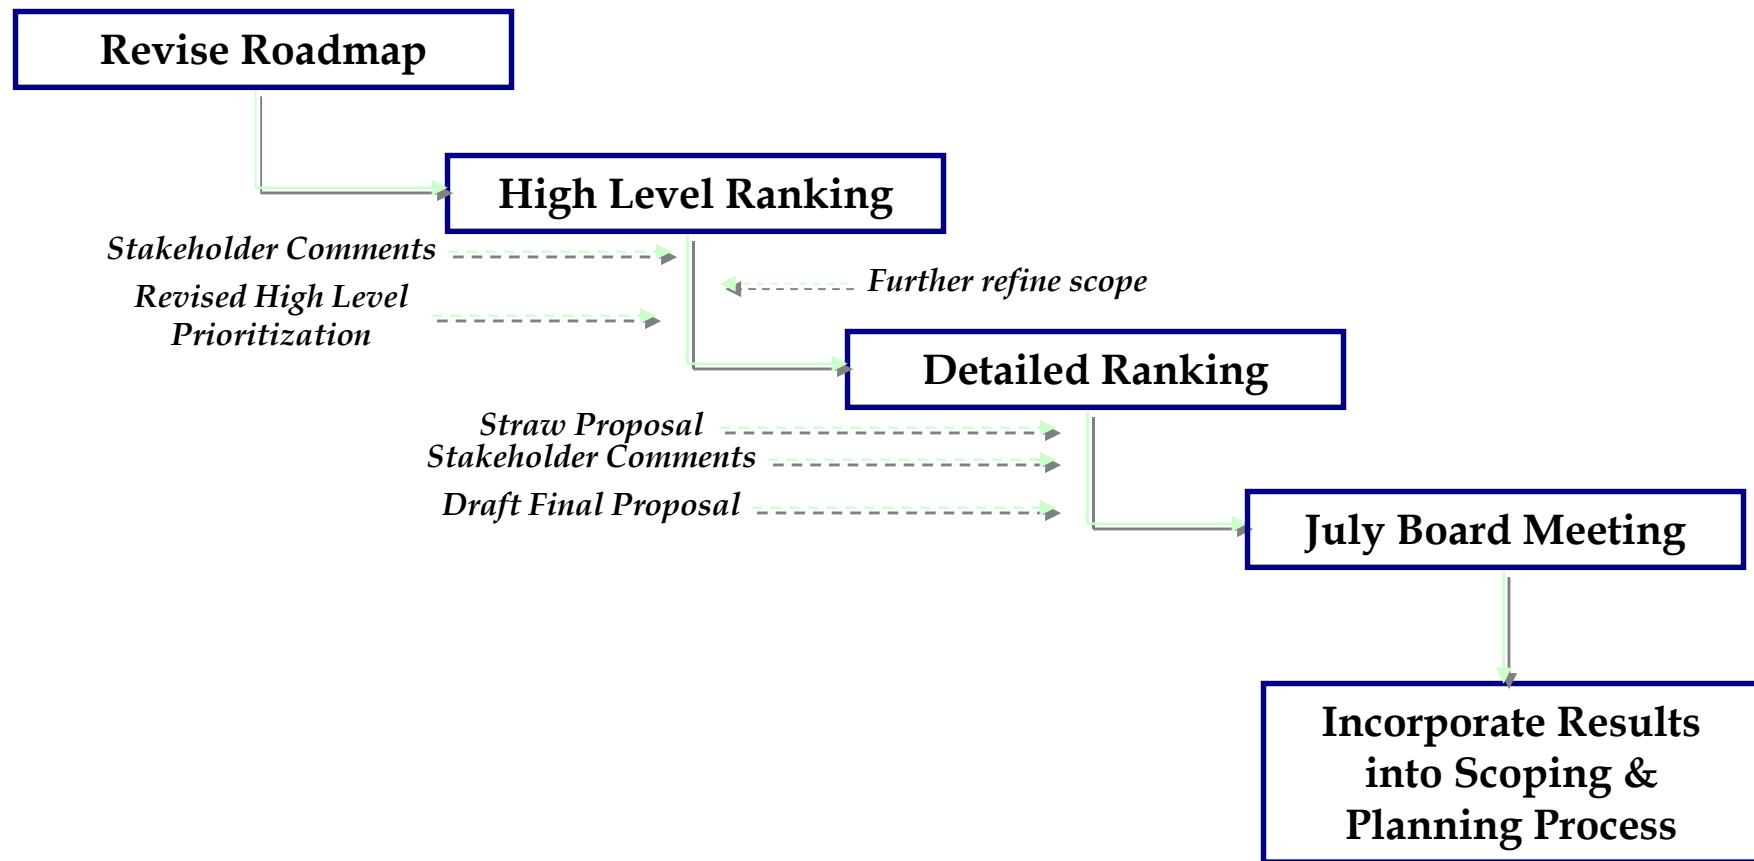 Revise Roadmap
High Level Ranking
Stakeholder Comments
Further refine scope
Revised High Level
Prioritization
Detailed Ranking
Straw Proposal
Stakeholder Comments
Draft Final Proposal
July Board Meeting
Incorporate Results
into Scoping &
Planning Process